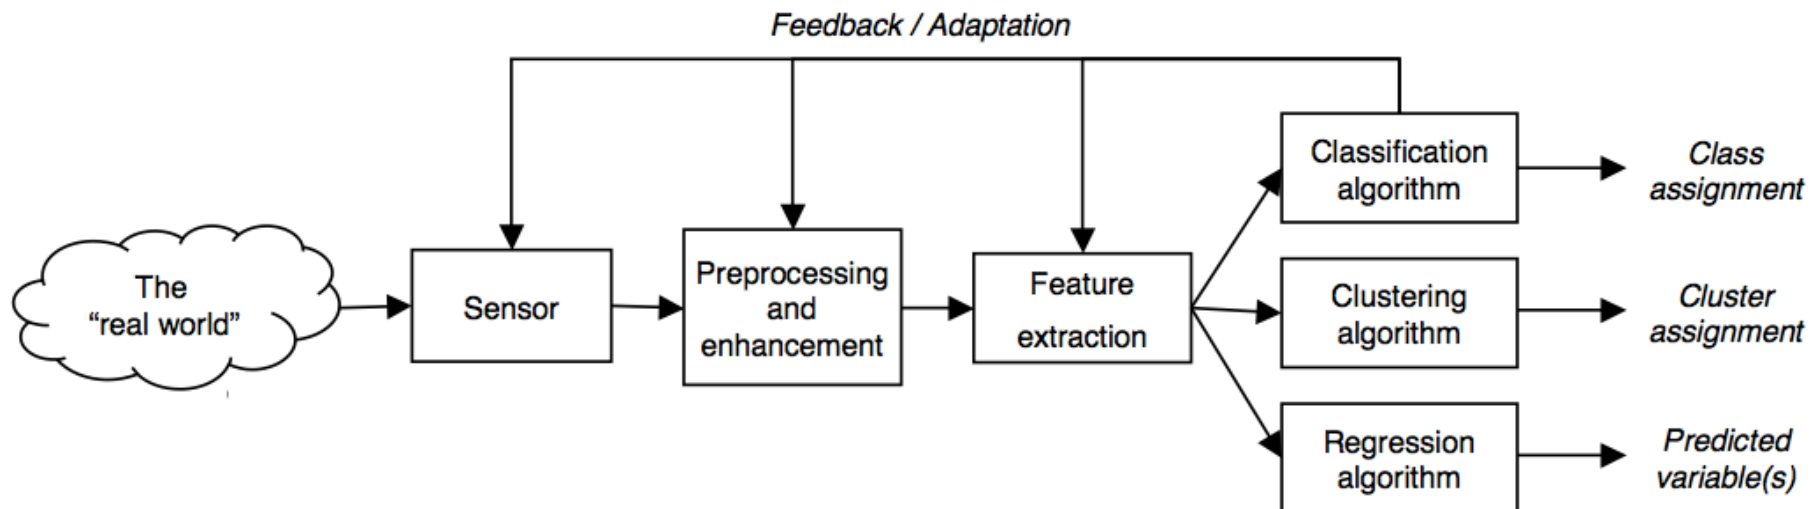 Feedback / Adaptation
The
“real world”
Sensor
Preprocessing
and
enhancement
Feature
extraction
Classification
algorithm
Class
assignment
Clustering
algorithm
Cluster
assignment
Regression
algorithm
Predicted
variable(s)